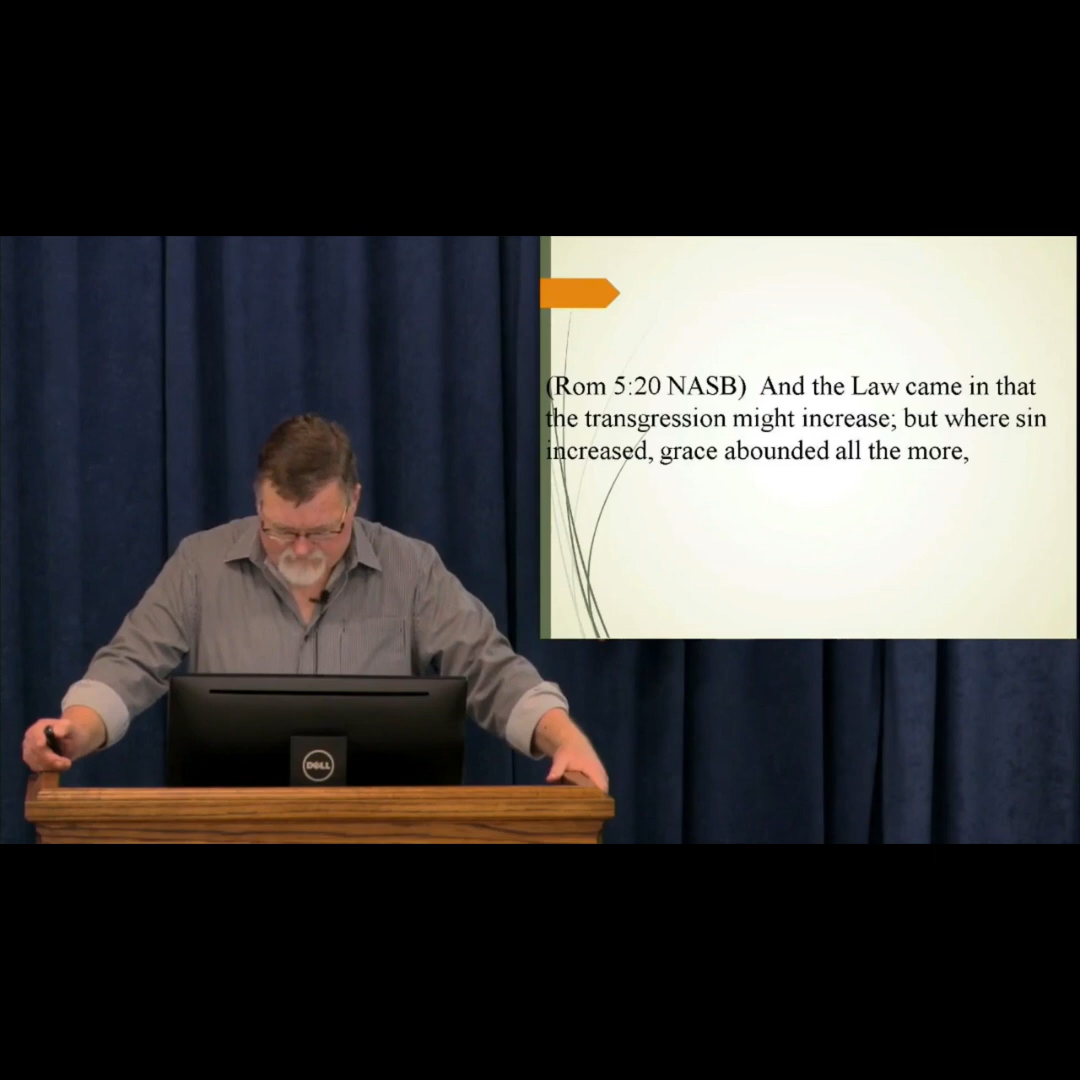 (Rom 5:20 NASB)  And the Law came in that
the transgression might increase; but where sin
increased, grace abounded all the more,
DELL